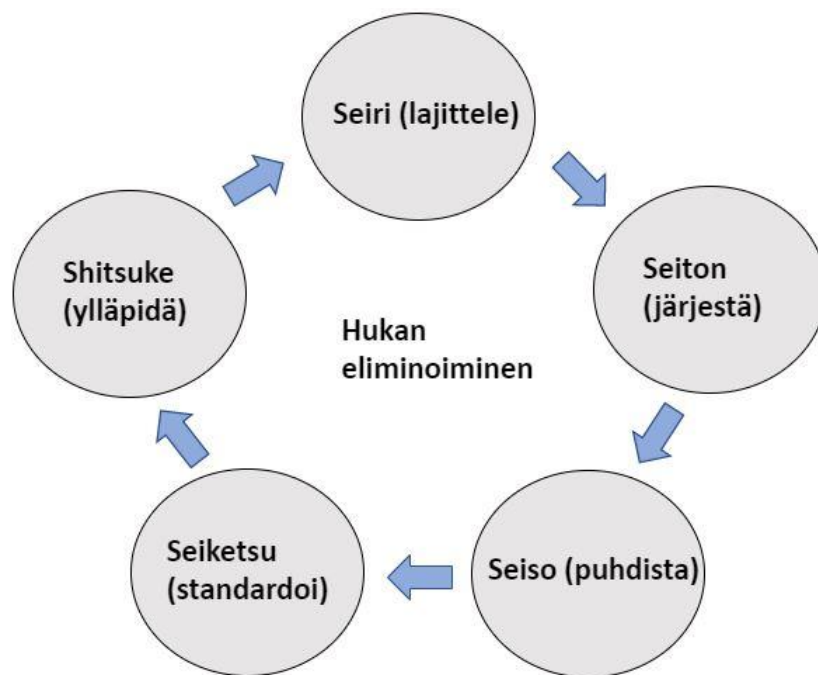 Seiri (lajittele)
Seiton
(järjestä)
Seiso (puhdista)
Seiketsu
(standardoi)
Shitsuke
(ylläpidä)
Hukan
eliminoiminen